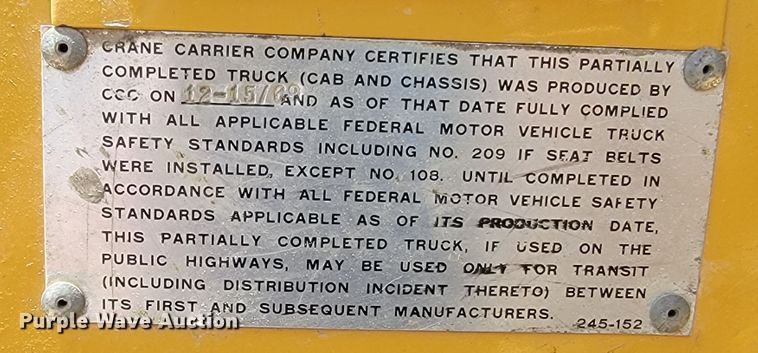 CRANE CARRIER COMPANY CERTIFIES THAT THIS PARTIALLY
COMPLETED TRUCK (CAB AND CHASSIS) WAS PRODUCED BY
CCC ON AND AS OF THAT DATE FULLY COMPLIED
WITH ALL APPLICABLE FEDERAL MOTOR VEHICLE TRUCK
SAFETY STANDARDS INCLUDING NO. 209 IF SEAT BELTS
WERE INSTALLED, EXCEPT NO. 108. UNTIL COMPLETED IN
ACCORDANCE WITH ALL FEDERAL MOTOR VEHICLE SAFETY
STANDARDS APPLICABLE AS OF ITS PRODUCTION DATE,
THIS PARTIALLY COMPLETED TRUCK, IF USED ON THE
PUBLIC HIGHWAYS, MAY BE USED ONLY FOR TRANSIT
(INCLUDING DISTRIBUTION INCIDENT THERETO) BETWEEN
ITS FIRST AND SUBSEQUENT MANUFACTURERS. 245-152
Purple Wave Auction